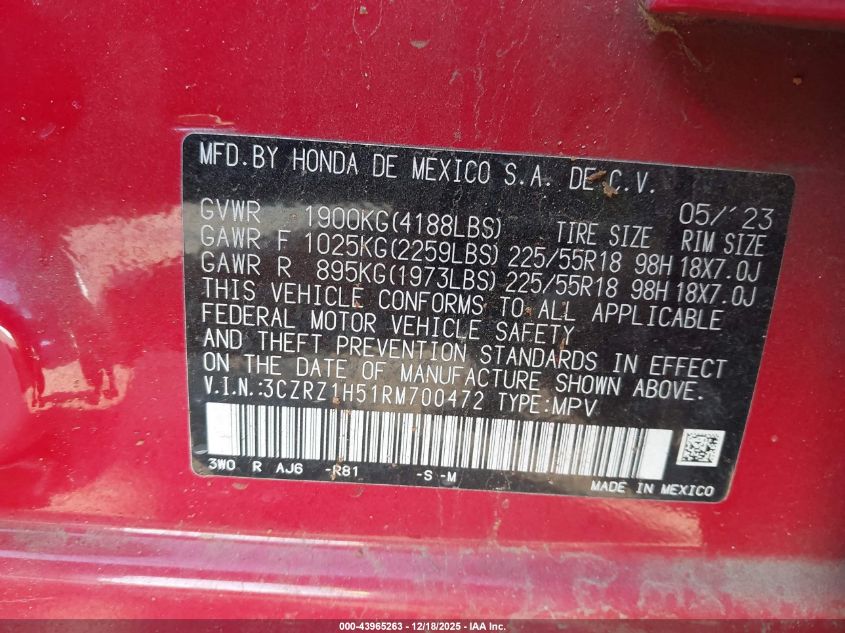 MFD.BY HONDA DE MEXICO S.A. DE C.V.
05/'23
GVWR 1900KG(4188LBS) TIRE SIZE RIM SIZE
GAWR F 1025KG(2259LBS) 225/55R18 98H 18X7.0J
GAWR R 895KG(1973LBS) 225/55R18 98H 18X7.0J
THIS VEHICLE CONFORMS TO ALL APPLICABLE
FEDERAL MOTOR VEHICLE SAFETY
AND THEFT PREVENTION STANDARDS IN EFFECT
ON THE DATE OF MANUFACTURE SHOWN ABOVE.
V.I.N.:3CZRZ1H51RM700472 TYPE:MPV
3WO R AJ6 -R81 -S -M
MADE IN MEXICO
000-43965263 - 12/18/2025 - IAA Inc.